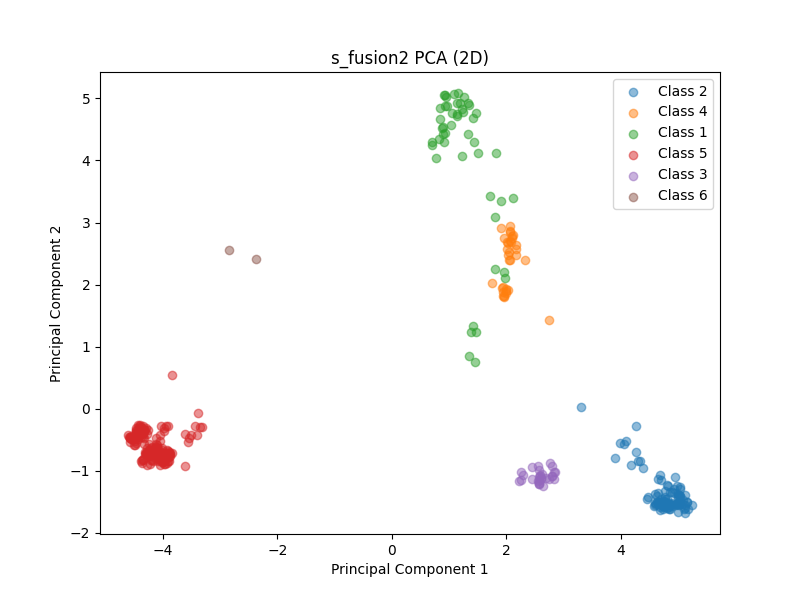 s_fusion2 PCA (2D)
Class 2
Class 4
Class 1
Class 5
Class 3
Class 6
Principal Component 2
5
4
3
2
1
0
−1
−2
−4
−2
0
2
4
Principal Component 1